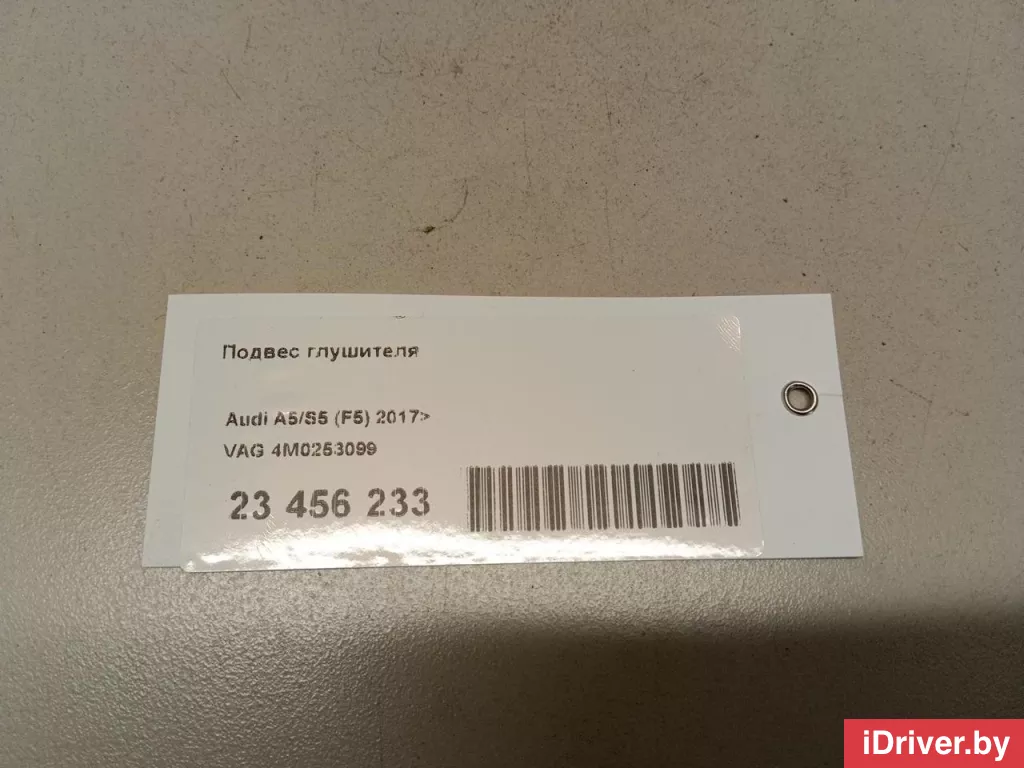 Подвес глушителя
Audi A5/S5 (F5) 2017>
VAG 4M0253099
23 456 233
iDriver.by